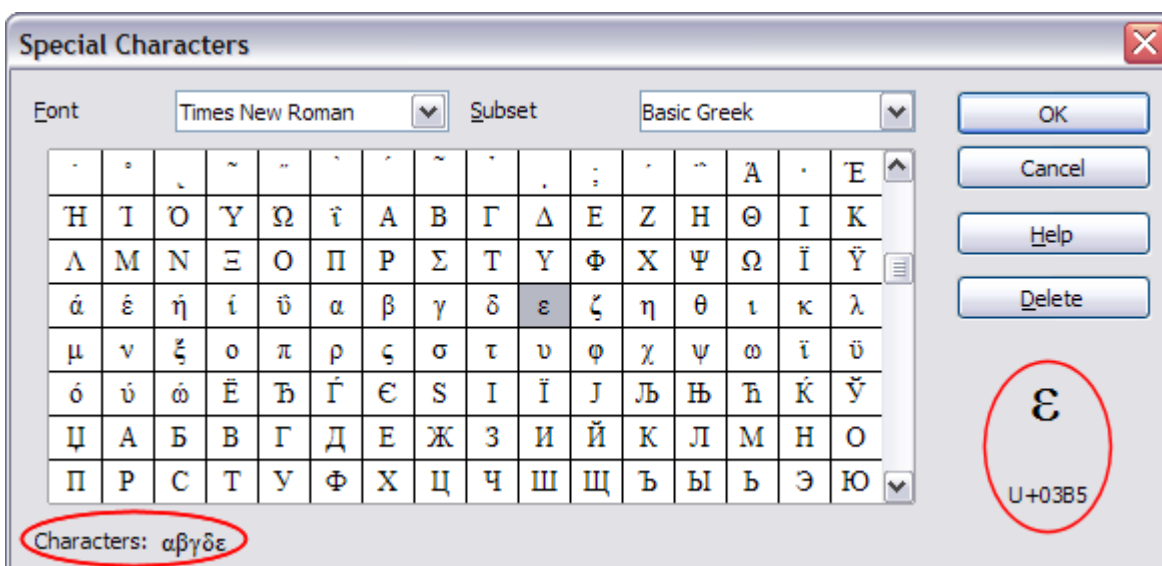 Special Characters
Font Times New Roman Subset Basic Greek OK
Cancel
˜ ¨ ` ´ ˜ ; Ά · Έ
Ή Ί Ό Ύ Ώ ΐ Α Β Γ Δ Ε Ζ Η Θ Ι Κ
Help
Λ Μ Ν Ξ Ο Π Ρ Σ Τ Υ Φ Χ Ψ Ω Ϊ Ϋ
ά έ ή ί ΰ α β γ δ ε ζ η θ ι κ λ
Delete
μ ν ξ ο π ρ ς σ τ υ φ χ ψ ω ϊ ϋ
ό ύ ώ Ё Ђ Ѓ Є Ѕ І Ї Ј Љ Њ Ћ Ќ Ў
ε
Џ А Б В Г Д Е Ж З И Й К Л М Н О
П Р С Т У Ф Х Ц Ч Ш Щ Ъ Ы Ь Э Ю
U+03B5
Characters: αβγδε